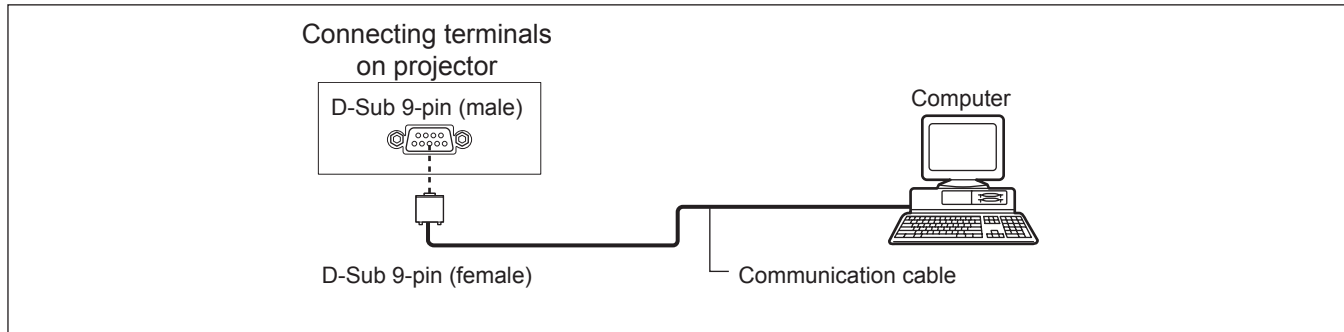 Connecting terminals
on projector
D-Sub 9-pin (male)
Computer
D-Sub 9-pin (female)
Communication cable